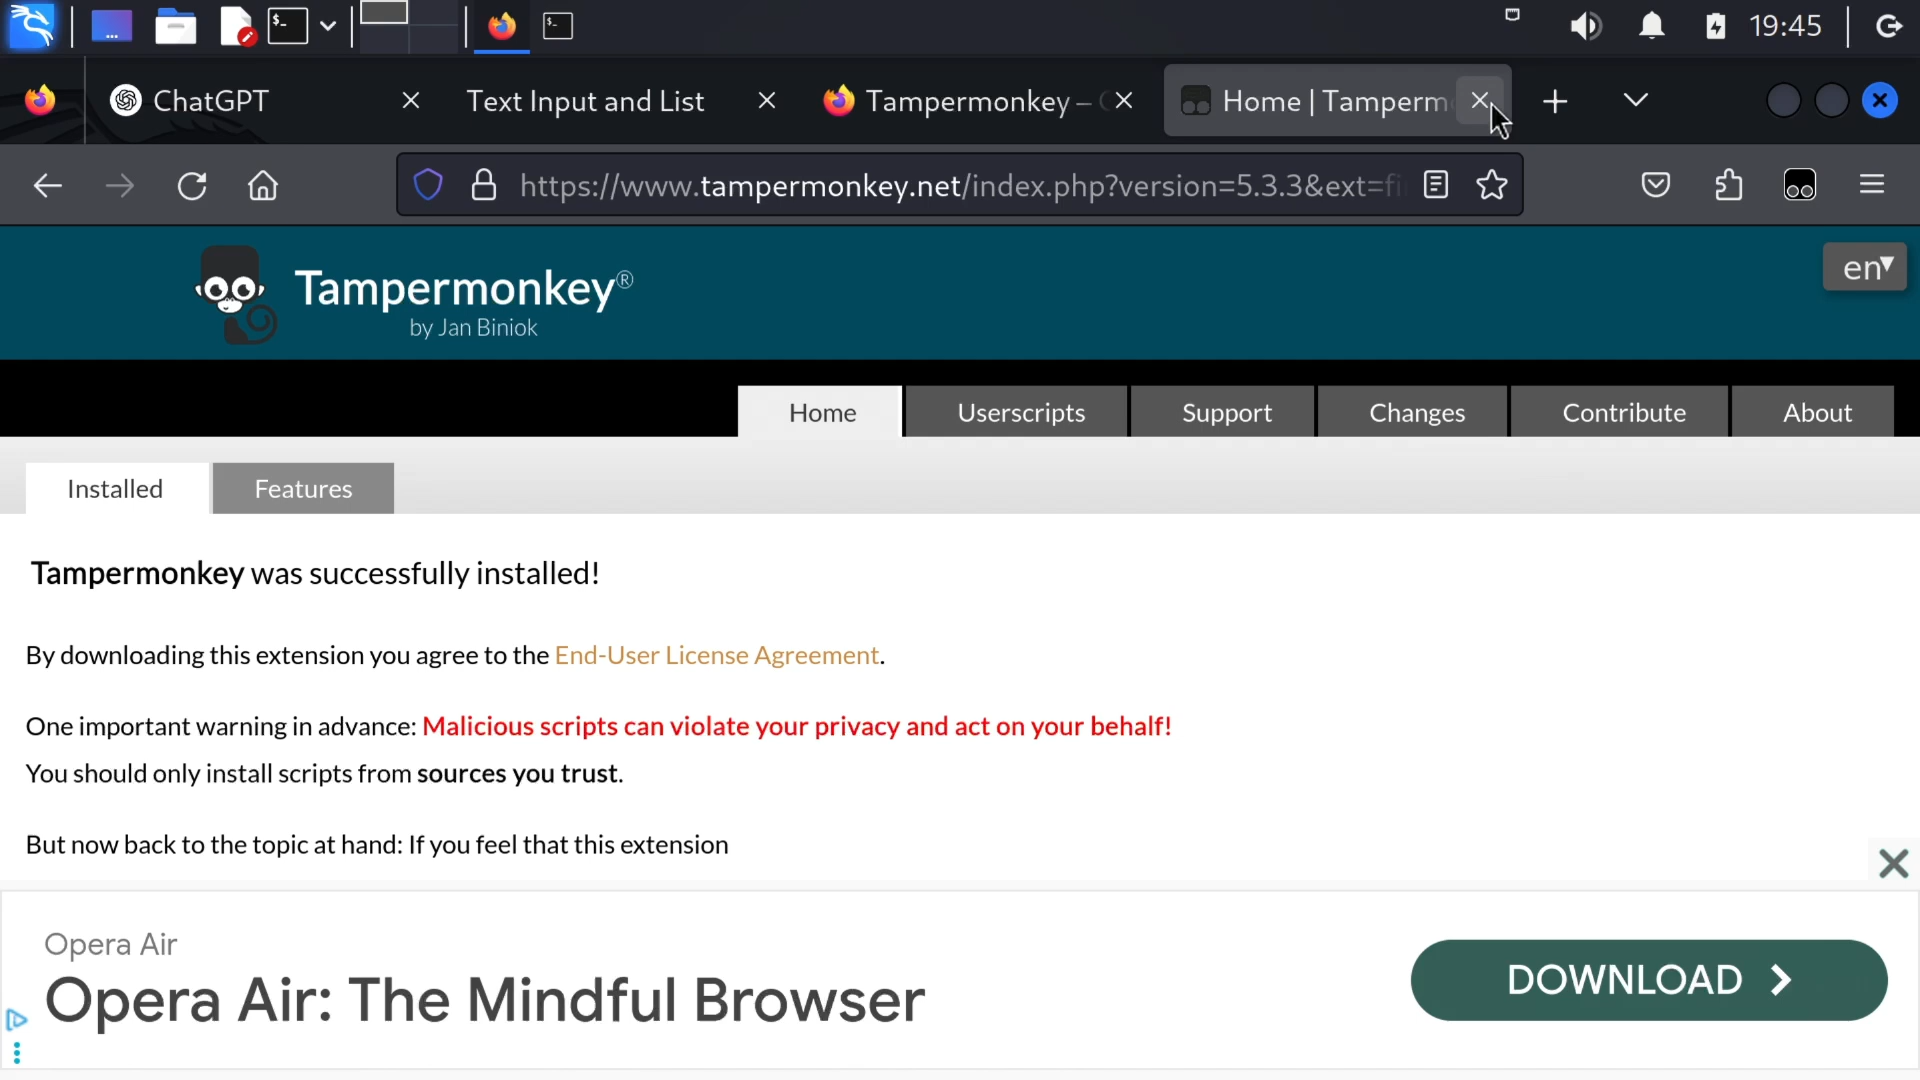 19:45
ChatGPT
Text Input and List
Tampermonkey –
Home | Tamperm
https://www.tampermonkey.net/index.php?version=5.3.3&ext=fi
Tampermonkey®
by Jan Biniok
en
Home
Userscripts
Support
Changes
Contribute
About
Installed
Features
Tampermonkey was successfully installed!
By downloading this extension you agree to the End-User License Agreement.
One important warning in advance: Malicious scripts can violate your privacy and act on your behalf!
You should only install scripts from sources you trust.
But now back to the topic at hand: If you feel that this extension
Opera Air
Opera Air: The Mindful Browser
DOWNLOAD